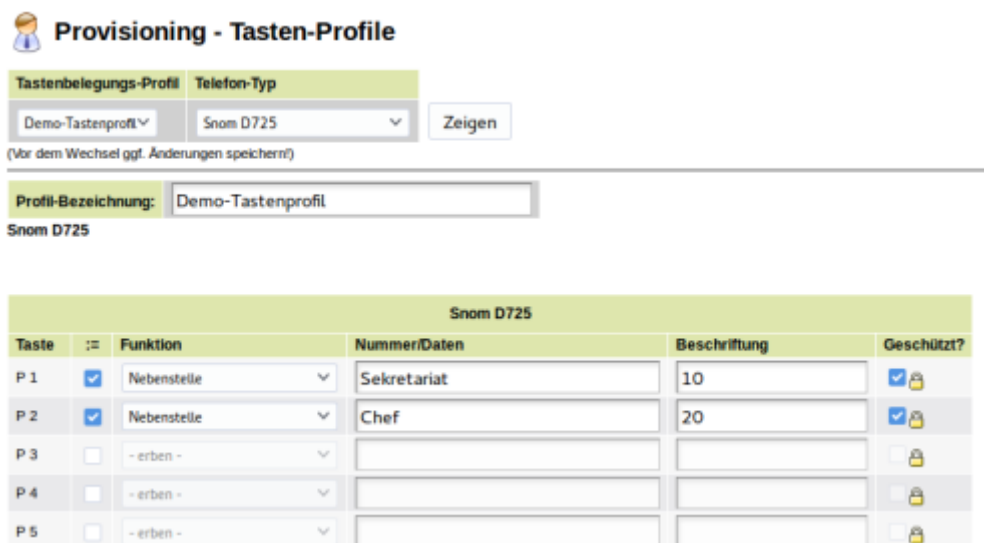 Provisioning - Tasten-Profile
Tastenbelegungs-Profil Telefon-Typ
Demo-Tastenprofil Snom D725 Zeigen
(Vor dem Wechsel ggf. Änderungen speichern!)
Profil-Bezeichnung: Demo-Tastenprofil
Snom D725
Snom D725
Taste := Funktion Nummer/Daten Beschriftung Geschützt?
P 1 Nebenstelle Sekretariat 10
P 2 Nebenstelle Chef 20
P 3 - erben -
P 4 - erben -
P 5 - erben -